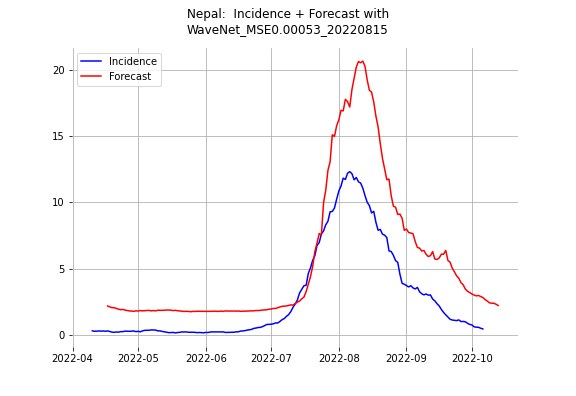 Nepal:  Incidence + Forecast with
WaveNet_MSE0.00053_20220815
Incidence
Forecast
20
15
10
5
0
2022-04 2022-05 2022-06 2022-07 2022-08 2022-09 2022-10